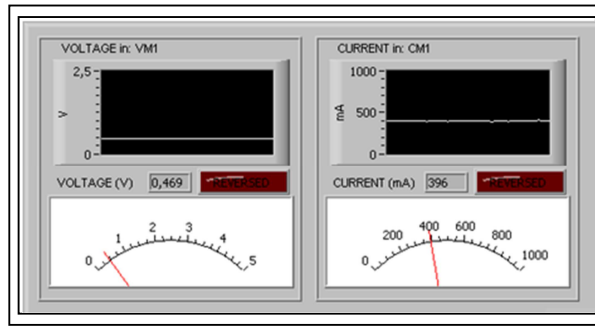 VOLTAGE in: VM1
2,5
V
0
VOLTAGE (V) 0,469 REVERSED
0 1 2 3 4 5
CURRENT in: CM1
1000
mA
500
0
CURRENT (mA) 396 REVERSED
0 200 400 600 800 1000